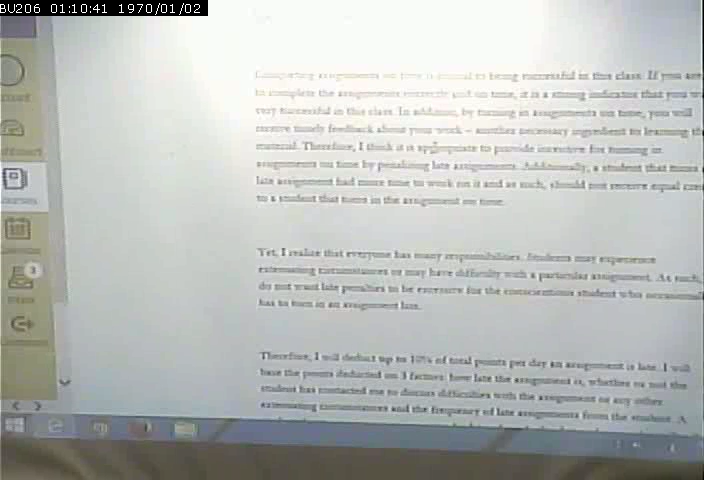 BU206 01:10:41 1970/01/02
Completing assignments on time is crucial to being successful in this class. If you are
to complete the assignments correctly and on time, it is a strong indicator that you w
very successful in this class. In addition, by turning in assignments on time, you will
receive timely feedback about your work – another necessary ingredient to learning th
material. Therefore, I think it is appropriate to provide incentive for turning in
assignments on time by penalizing late assignments. Additionally, a student that turns
late assignment had more time to work on it and as such, should not receive equal cre
to a student that turns in the assignment on time.
Yet, I realize that everyone has many responsibilities. Students may experience
extenuating circumstances or may have difficulty with a particular assignment. As such,
do not want late penalties to be excessive for the conscientious student who occasional
has to turn in an assignment late.
Therefore, I will deduct up to 10% of total points per day an assignment is late. I will
base the points deducted on 3 factors: how late the assignment is, whether or not the
student has contacted me to discuss difficulties with the assignment or any other
extenuating circumstances and the frequency of late assignments from the student. A
3